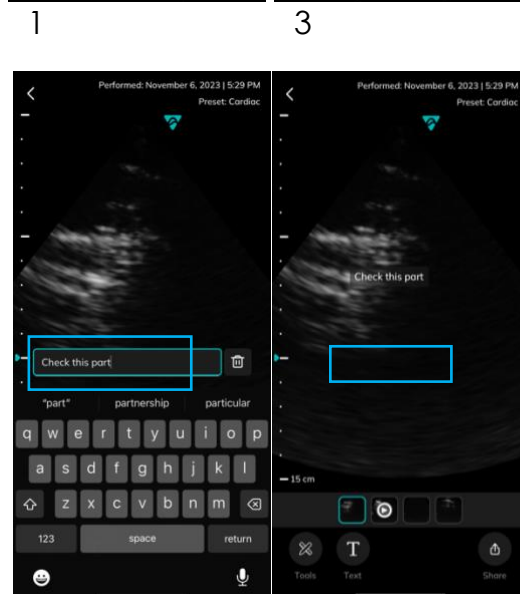 1
3
Performed: November 6, 2023 | 5:29 PM
Preset: Cardiac
Check this part
"part" partnership particular
q w e r t y u i o p
a s d f g h j k l
z x c v b n m
123 space return
Performed: November 6, 2023 | 5:29 PM
Preset: Cardiac
Check this part
15 cm
T
Tools Text Share